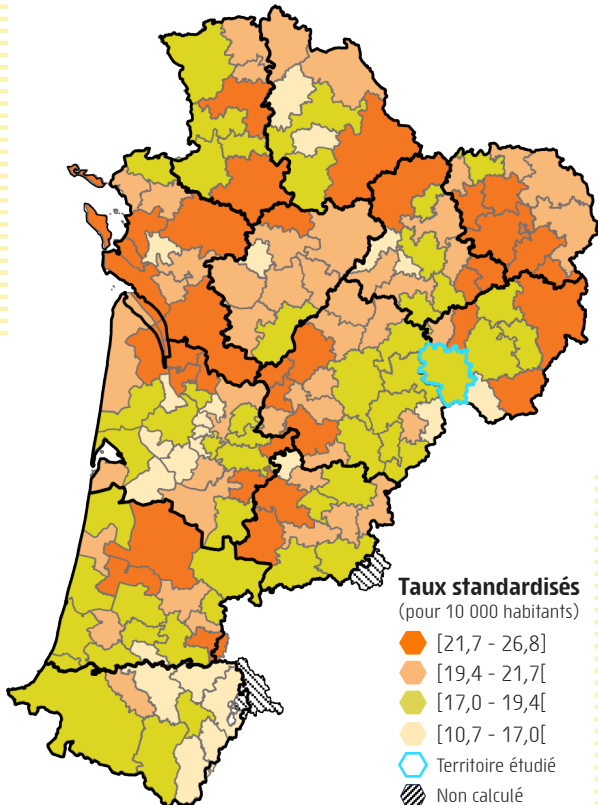 Taux standardisés
(pour 10 000 habitants)
[21,7 - 26,8]
[19,4 - 21,7[
[17,0 - 19,4[
[10,7 - 17,0[
Territoire étudié
Non calculé